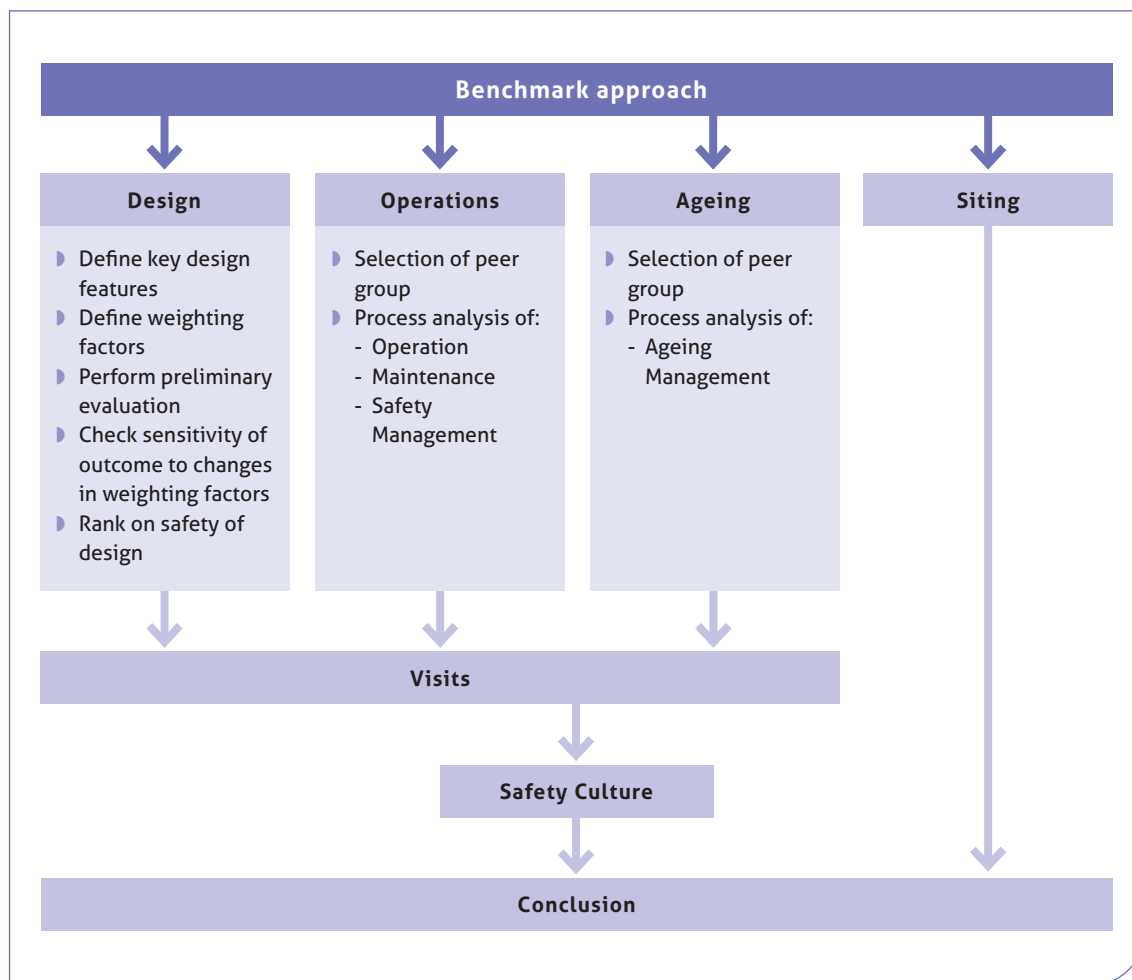 Benchmark approach
Design
Define key design
features
Define weighting
factors
Perform preliminary
evaluation
Check sensitivity of
outcome to changes
in weighting factors
Rank on safety of
design
Operations
Selection of peer
group
Process analysis of:
- Operation
- Maintenance
- Safety
Management
Ageing
Selection of peer
group
Process analysis of:
- Ageing
Management
Siting
Visits
Safety Culture
Conclusion